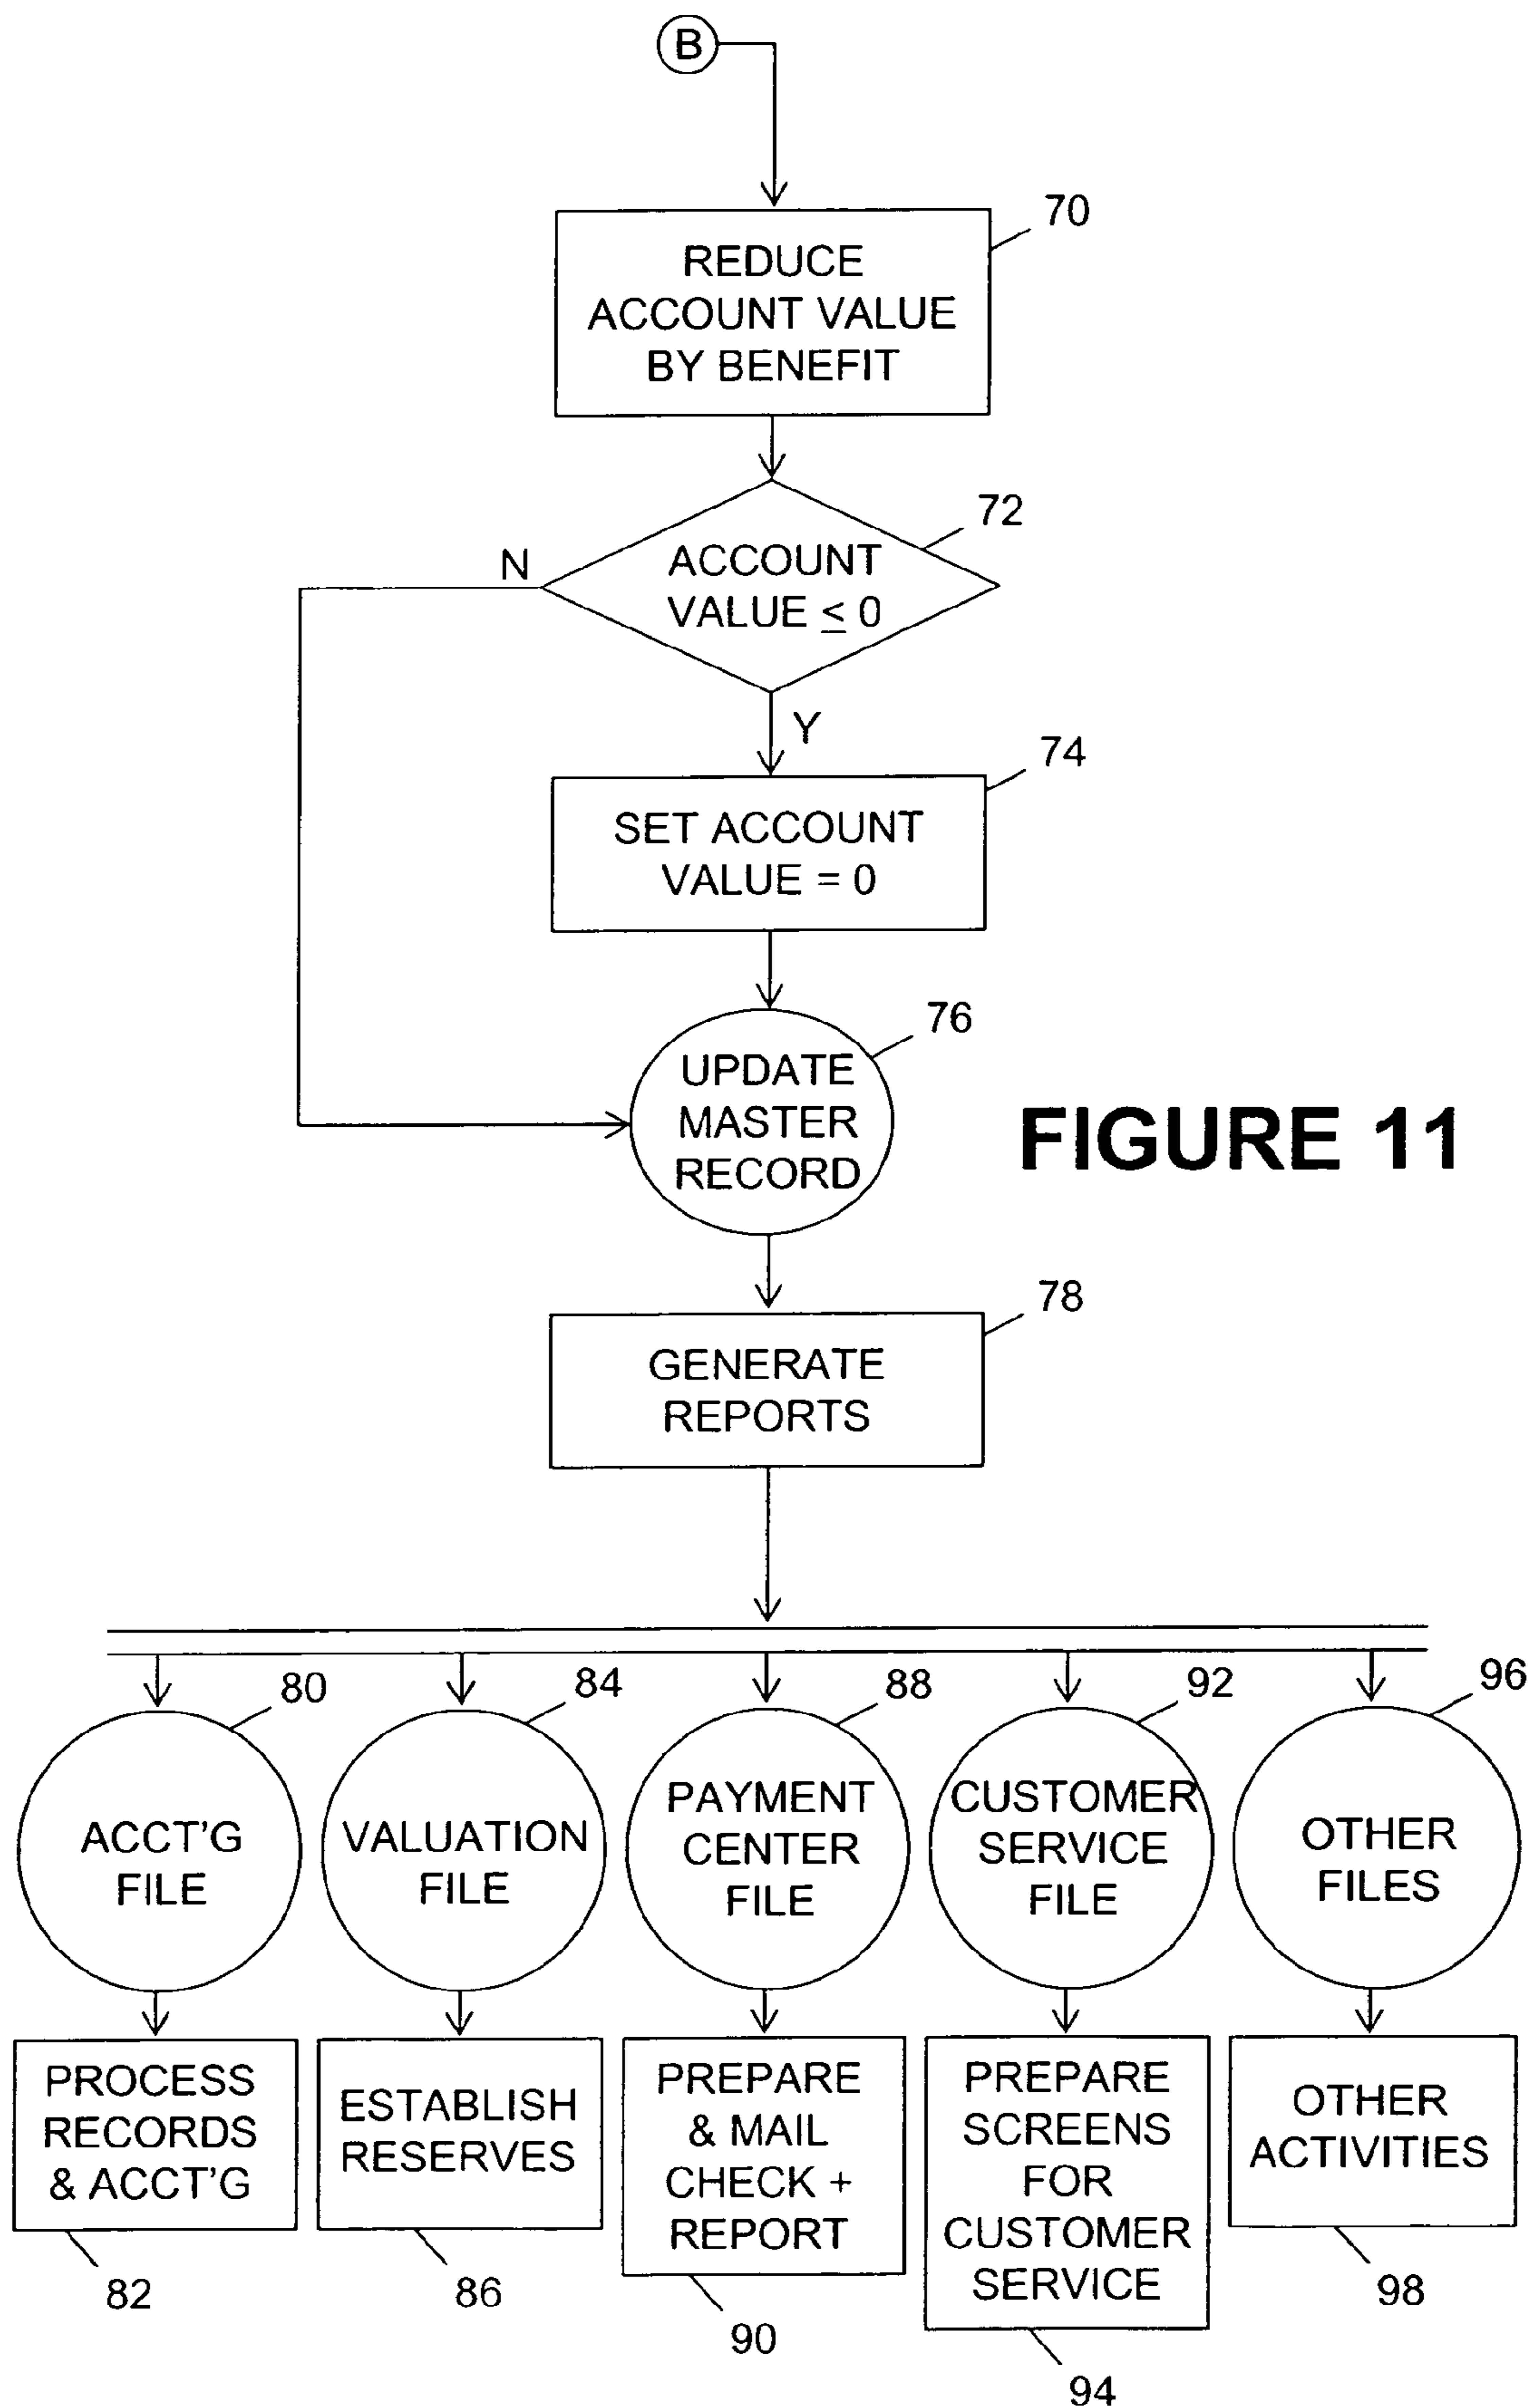 B
70
REDUCE
ACCOUNT VALUE
BY BENEFIT
72
N
ACCOUNT
VALUE ≤ 0
Y
74
SET ACCOUNT
VALUE = 0
76
UPDATE
MASTER
RECORD
FIGURE 11
78
GENERATE
REPORTS
80
ACCT'G
FILE
84
VALUATION
FILE
88
PAYMENT
CENTER
FILE
92
CUSTOMER
SERVICE
FILE
96
OTHER
FILES
PROCESS
RECORDS
& ACCT'G
82
ESTABLISH
RESERVES
86
PREPARE
& MAIL
CHECK +
REPORT
90
PREPARE
SCREENS
FOR
CUSTOMER
SERVICE
94
OTHER
ACTIVITIES
98